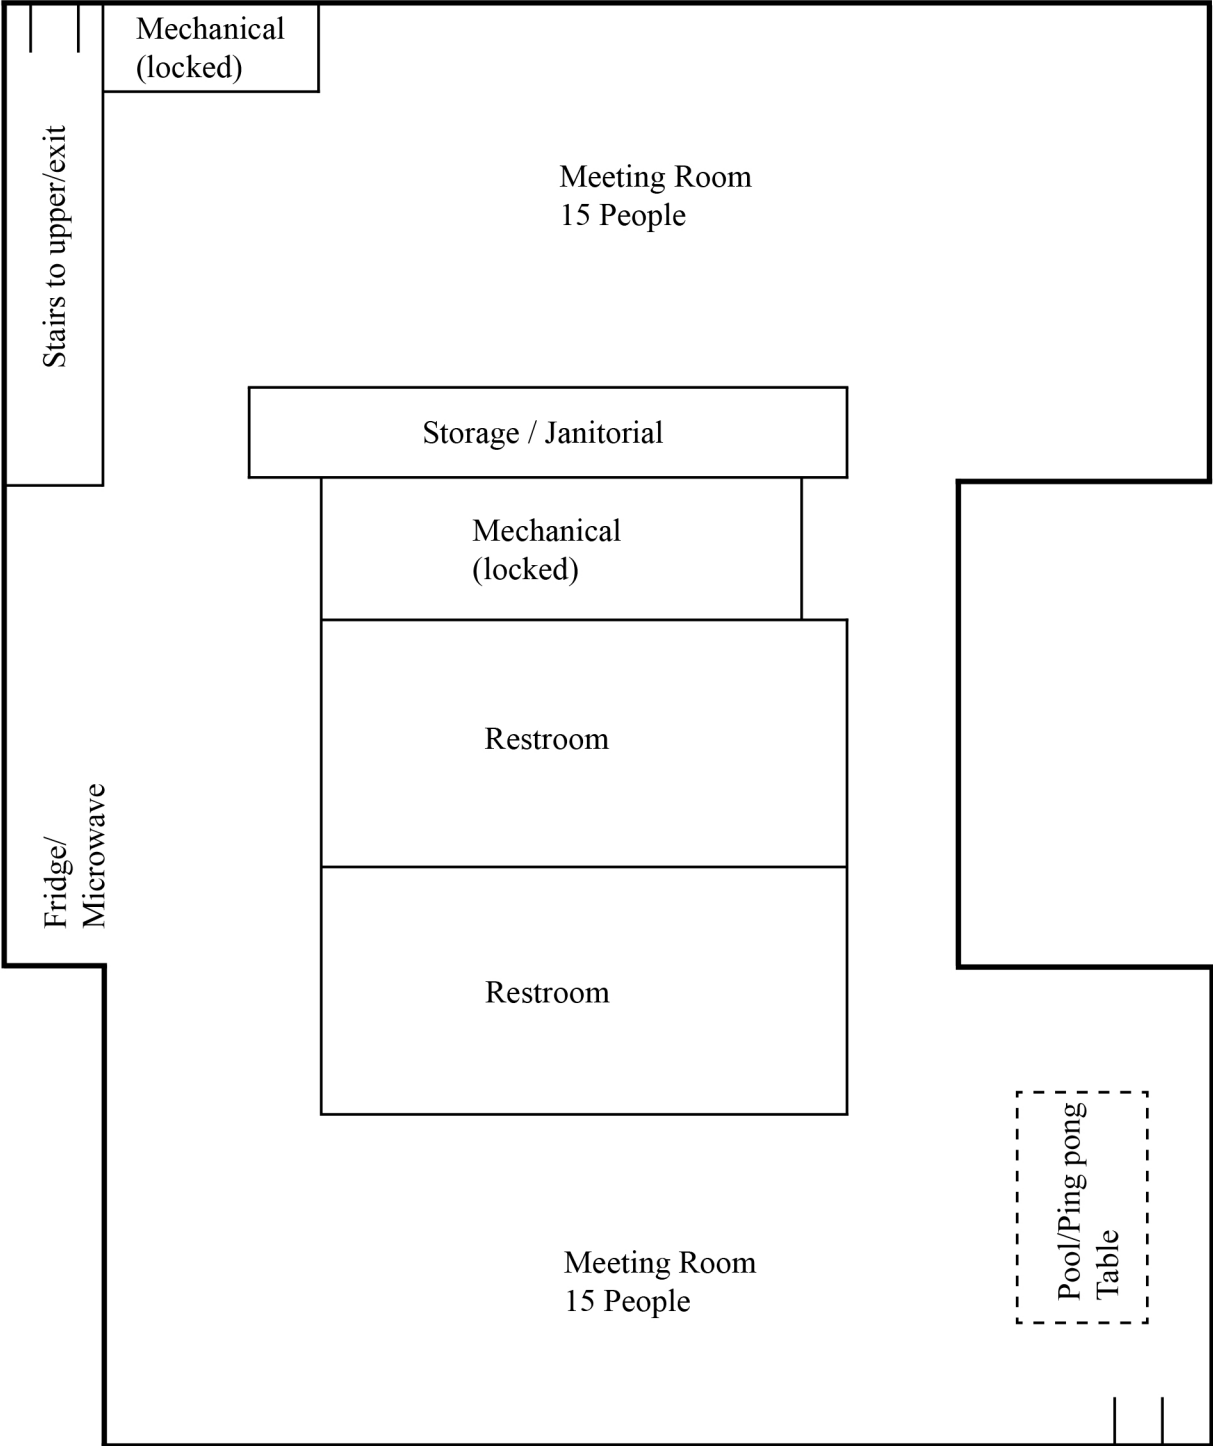 Mechanical
(locked)
Stairs to upper/exit
Meeting Room
15 People
Storage / Janitorial
Mechanical
(locked)
Restroom
Fridge/
Microwave
Restroom
Pool/Ping pong
Table
Meeting Room
15 People